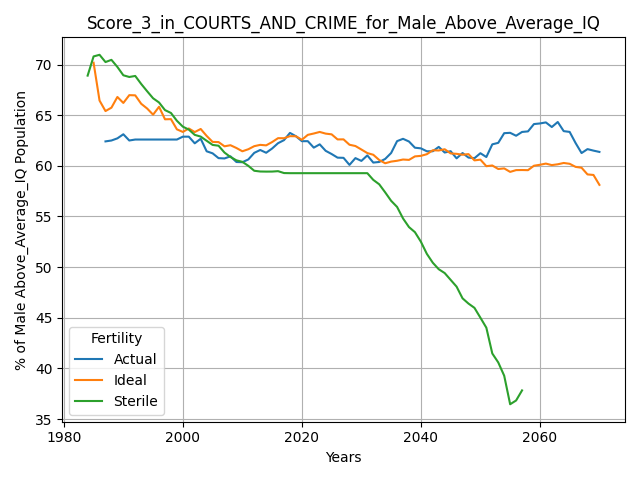 Score_3_in_COURTS_AND_CRIME_for_Male_Above_Average_IQ
% of Male Above_Average_IQ Population
70
65
60
55
50
45
40
35
Fertility
Actual
Ideal
Sterile
1980
2000
2020
2040
2060
Years